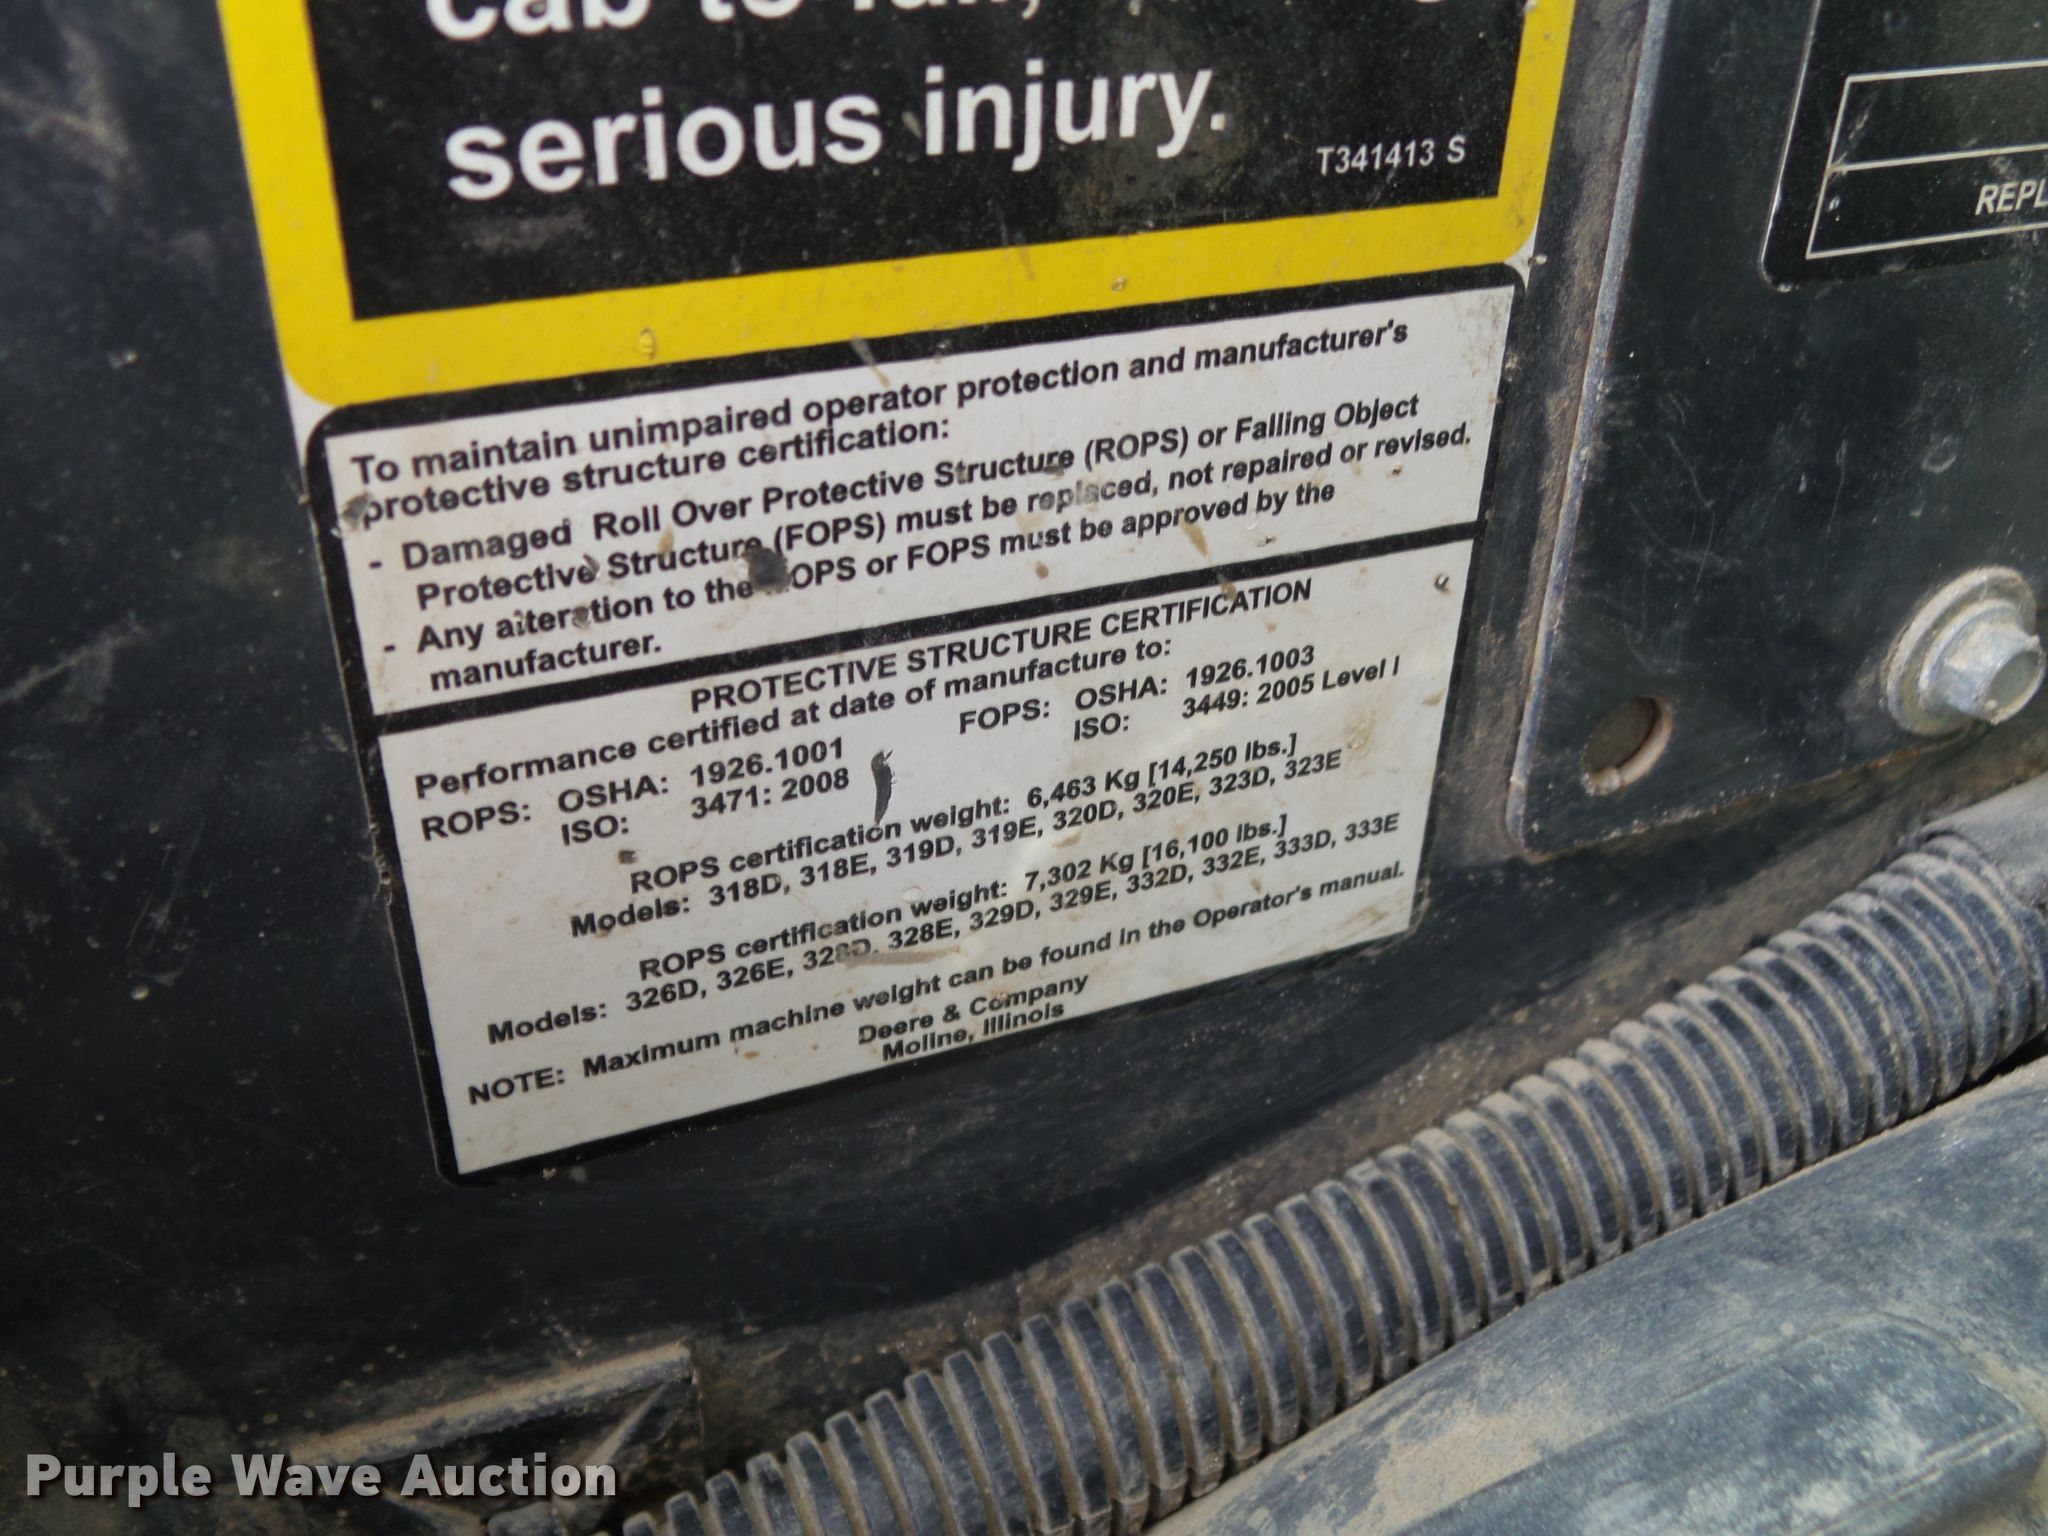 serious injury.
T341413 S
To maintain unimpaired operator protection and manufacturer's
protective structure certification:
- Damaged Roll Over Protective Structure (ROPS) or Falling Object
Protective Structure (FOPS) must be replaced, not repaired or revised.
- Any alteration to the ROPS or FOPS must be approved by the
manufacturer.
PROTECTIVE STRUCTURE CERTIFICATION
Performance certified at date of manufacture to:
ROPS: OSHA: 1926.1001 FOPS: OSHA: 1926.1003
ISO: 3471: 2008 ISO: 3449: 2005 Level I
ROPS certification weight: 6,463 Kg [14,250 lbs.]
Models: 318D, 318E, 319D, 319E, 320D, 320E, 323D, 323E
ROPS certification weight: 7,302 Kg [16,100 lbs.]
Models: 326D, 326E, 328D, 328E, 329D, 329E, 332D, 332E, 333D, 333E
NOTE: Maximum machine weight can be found in the Operator's manual.
Deere & Company
Moline, Illinois
Purple Wave Auction